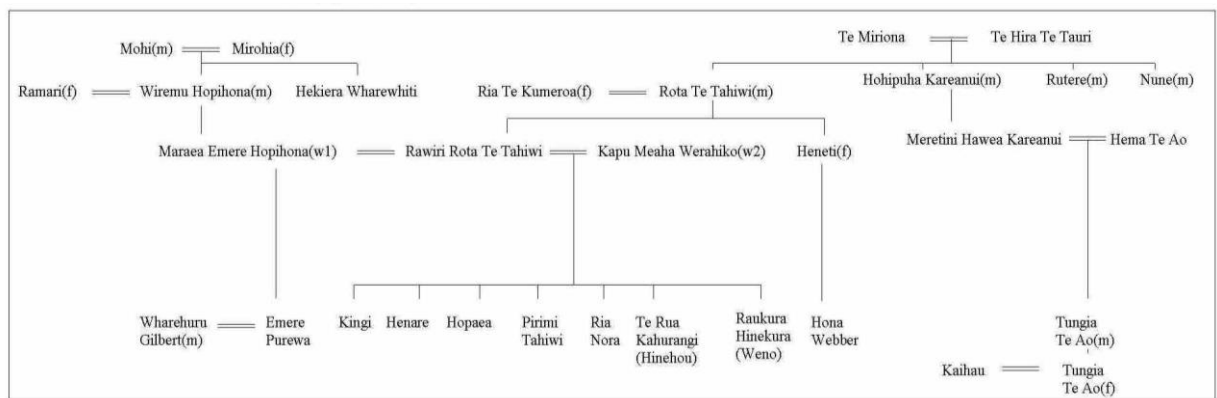 Te Miriona Te Hira Te Tauri
Mohi(m) Mirohia(f)
Hohipuha Kareanui(m) Rutere(m) Nune(m)
Ramari(f) Wiremu Hopihona(m) Hekiera Wharewhiti Ria Te Kumeroa(f) Rota Te Tahiwi(m)
Meretini Hawea Kareanui Hema Te Ao
Maraea Emere Hopihona(w1) Rawiri Rota Te Tahiwi Kapu Meaha Werahiko(w2) Heneti(f)
Wharehuru Emere Kingi Henare Hopaea Pirimi Ria Te Rua Raukura Hona Tungia
Gilbert(m) Purewa Tahiwi Nora Kahurangi Hinekura Webber Te Ao(m)
(Hinehou) (Weno)
Kaihau Tungia
Te Ao(f)